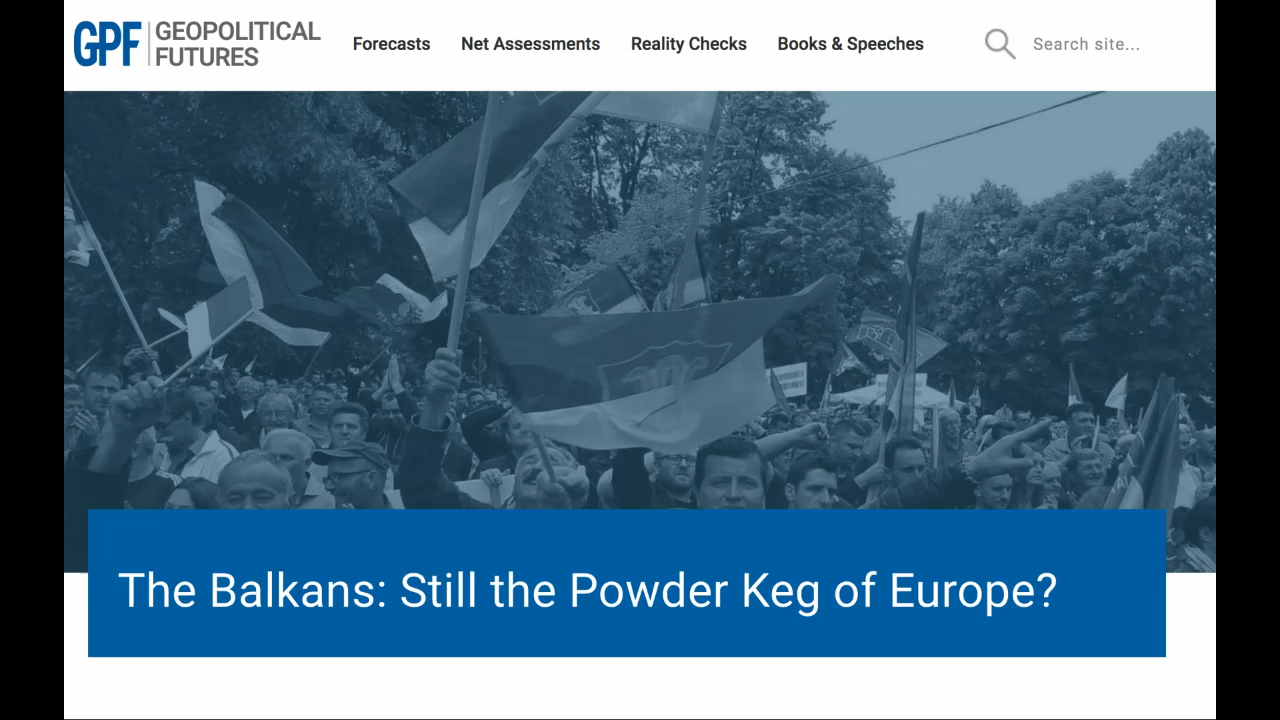 GPF GEOPOLITICAL
FUTURES
Forecasts Net Assessments Reality Checks Books & Speeches Search site...
The Balkans: Still the Powder Keg of Europe?